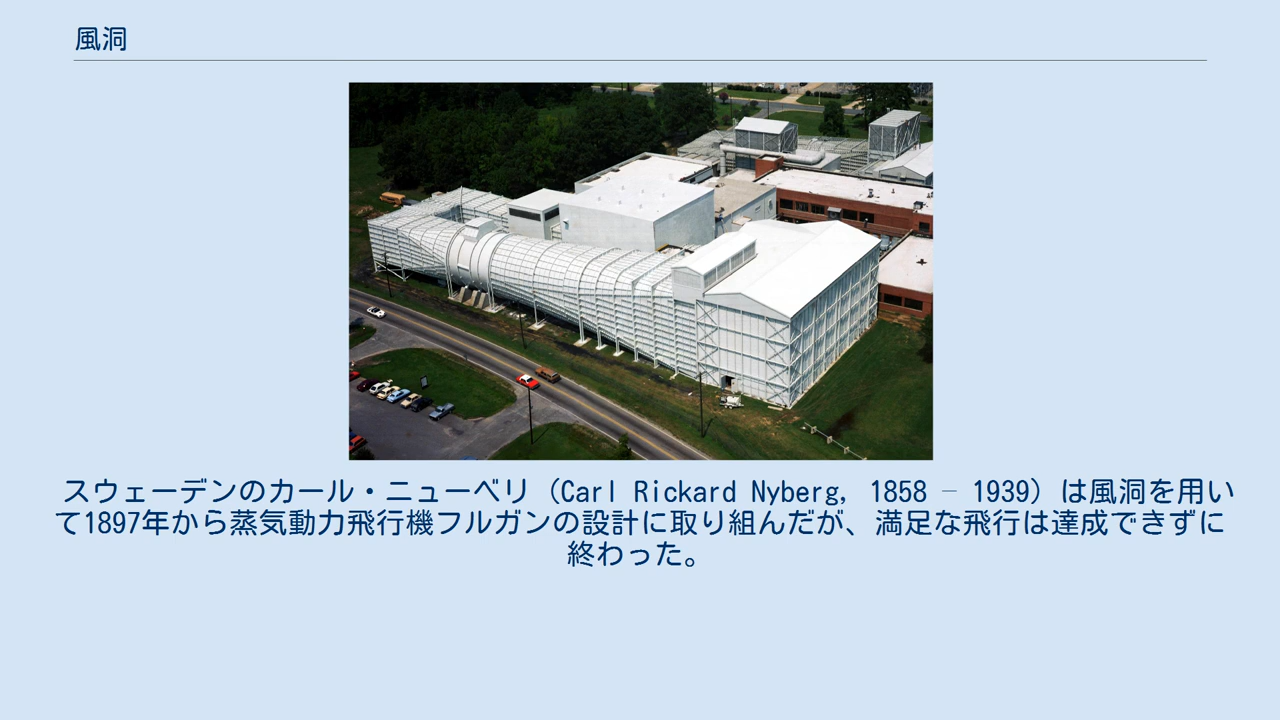 風洞
スウェーデンのカール・ニューベリ（Carl Rickard Nyberg, 1858 – 1939）は風洞を用い
て1897年から蒸気動力飛行機フルガンの設計に取り組んだが、満足な飛行は達成できずに
終わった。